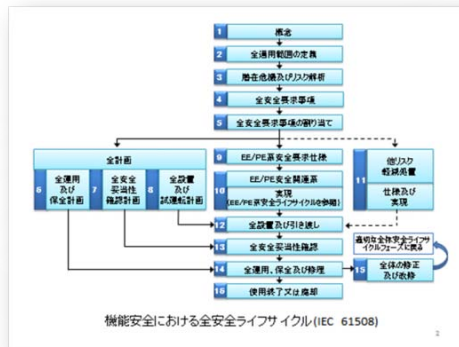 1 概念
2 全適用範囲の定義
3 潜在危険及びリスク解析
4 全安全要求事項
5 全安全要求事項の割り当て
全計画
6 全運用
及び
保全計画
7 全安全
妥当性
確認計画
8 全設置
及び
試運転計画
9 EE/PE系安全要求仕様
10 EE/PE系安全関連系
実現
(EE/PE系安全ライフサイクルを参照)
11 他リスク
軽減処置
仕様及び
実現
12 全設置及び引き渡し
13 全安全妥当性確認
14 全運用、保全及び修理
適切な全体安全ライフサ
イクルフェーズに戻る
15 全体の修正
及び改修
16 使用終了又は廃却
機能安全における全安全ライフサイクル(IEC 61508)
2